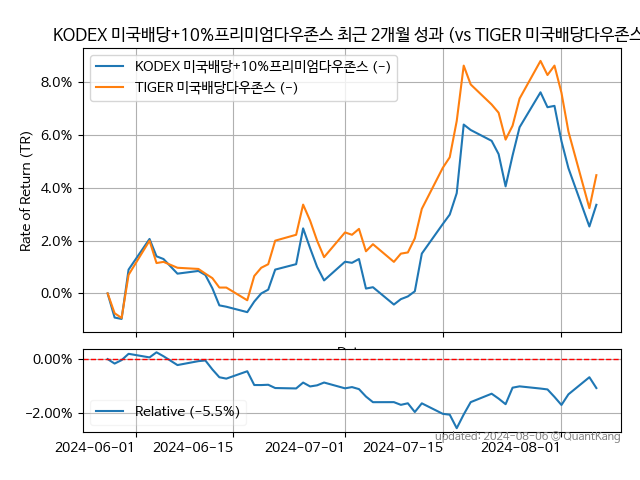 KODEX 미국배당+10%프리미엄다우존스 최근 2개월 성과 (vs TIGER 미국배당다우존스
KODEX 미국배당+10%프리미엄다우존스 (-)
TIGER 미국배당다우존스 (-)
Rate of Return (TR)
8.0%
6.0%
4.0%
2.0%
0.0%
0.00%
-2.00%
Relative (-5.5%)
updated: 2024-08-06 © QuantKang
2024-06-01
2024-06-15
2024-07-01
2024-07-15
2024-08-01